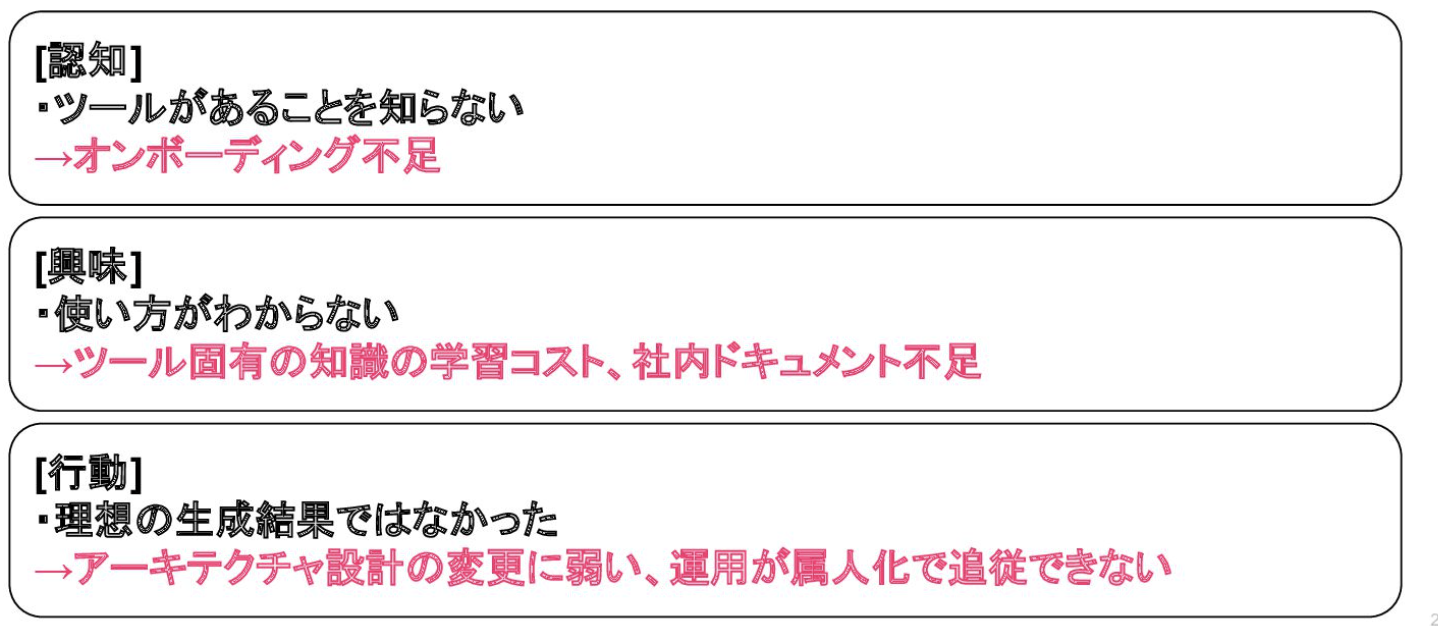 [認知]
・ツールがあることを知らない
→オンボーディング不足
[興味]
・使い方がわからない
→ツール固有の知識の学習コスト、社内ドキュメント不足
[行動]
・理想の生成結果ではなかった
→アーキテクチャ設計の変更に弱い、運用が属人化で追従できない
2